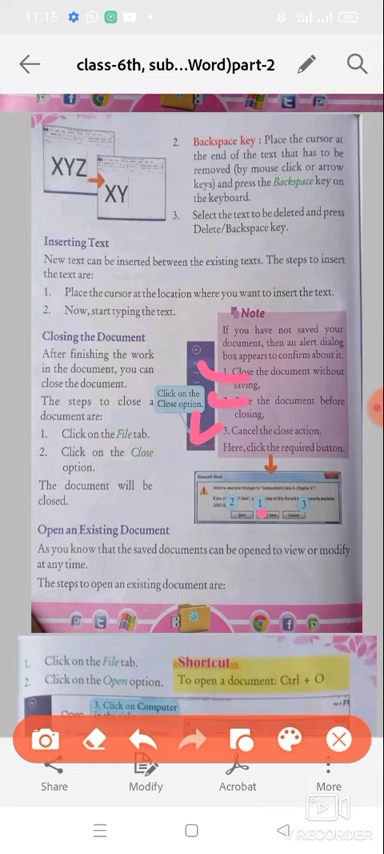 11:15
class-6th, sub...Word)part-2
XYZ
XY
2. Backspace key : Place the cursor at
the end of the text that has to be
removed (by mouse click or arrow
keys) and press the Backspace key on
the keyboard.
3. Select the text to be deleted and press
Delete/Backspace key.
Inserting Text
New text can be inserted between the existing texts. The steps to insert
the text are:
1. Place the cursor at the location where you want to insert the text.
2. Now, start typing the text.
Closing the Document
After finishing the work
in the document, you can
close the document.
The steps to close a
document are:
1. Click on the File tab.
2. Click on the Close
option.
The document will be
closed.
Click on the
Close option.
Note
If you have not saved your
document, then an alert dialog
box appears to confirm about it.
1. Close the document without
saving,
the document before
closing,
3. Cancel the close action.
Here, click the required button.
2 1 3
Open an Existing Document
As you know that the saved documents can be opened to view or modify
at any time.
The steps to open an existing document are:
1. Click on the File tab.
2. Click on the Open option.
Shortcut
To open a document: Ctrl + O
3. Click on Computer
Share
Modify
Acrobat
More
RECORDER